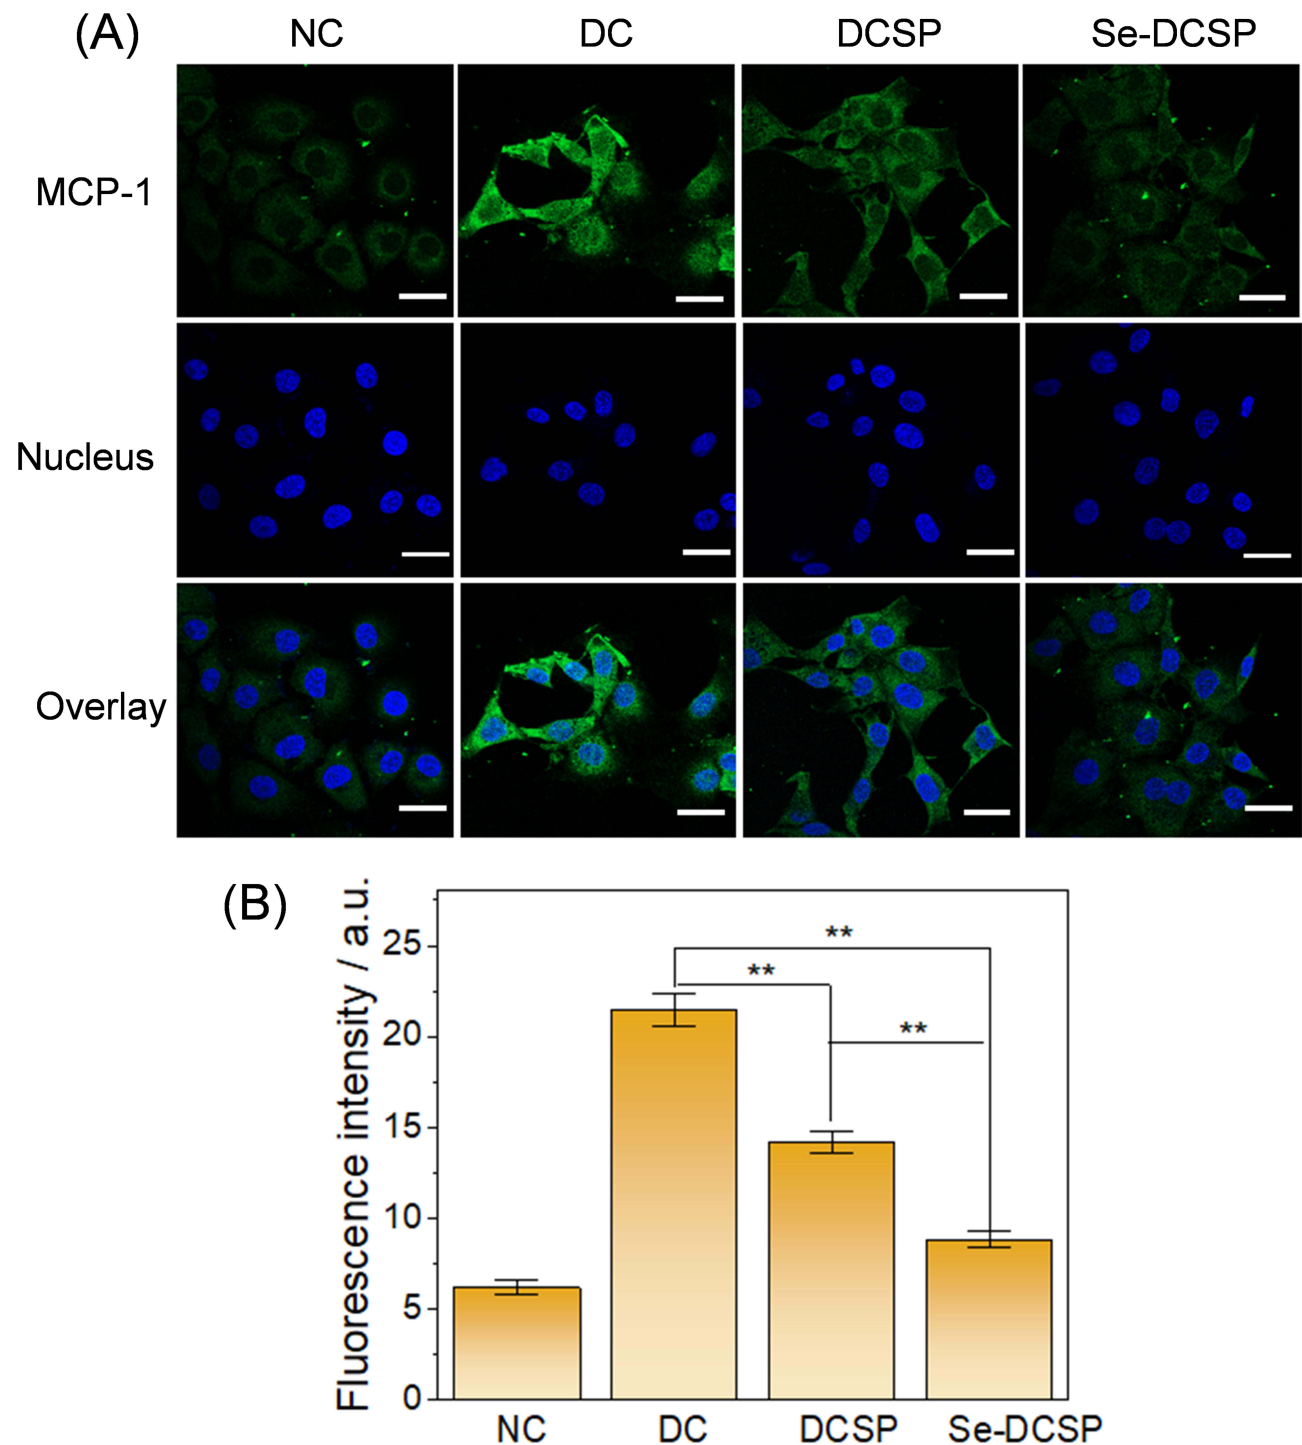 (A) NC DC DCSP Se-DCSP
MCP-1
Nucleus
Overlay
(B)
Fluorescence intensity / a.u.
25
20
15
10
5
0
**
**
**
NC DC DCSP Se-DCSP